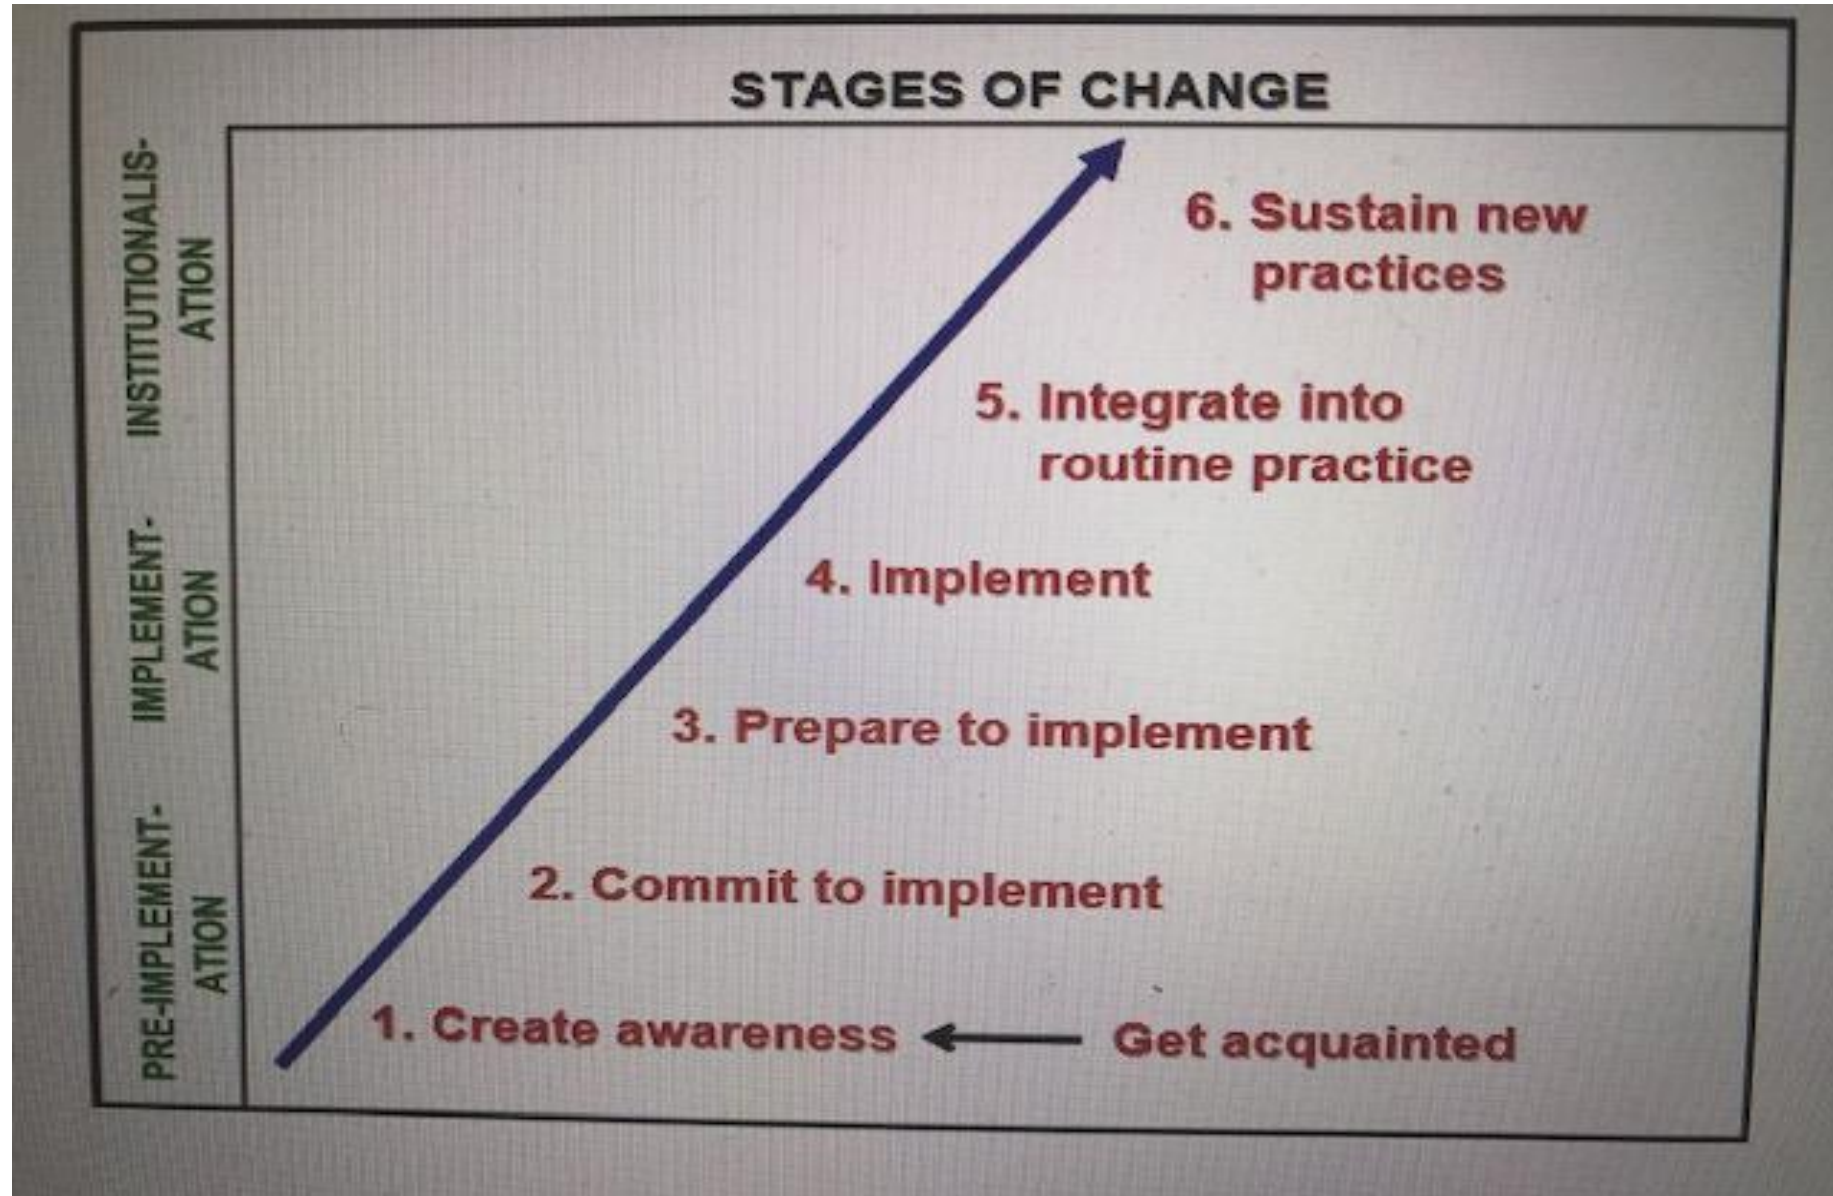 STAGES OF CHANGE
INSTITUTIONALIS-
ATION
6. Sustain new
practices
5. Integrate into
routine practice
IMPLEMENT-
ATION
4. Implement
3. Prepare to implement
PRE-IMPLEMENT-
ATION
2. Commit to implement
1. Create awareness
Get acquainted